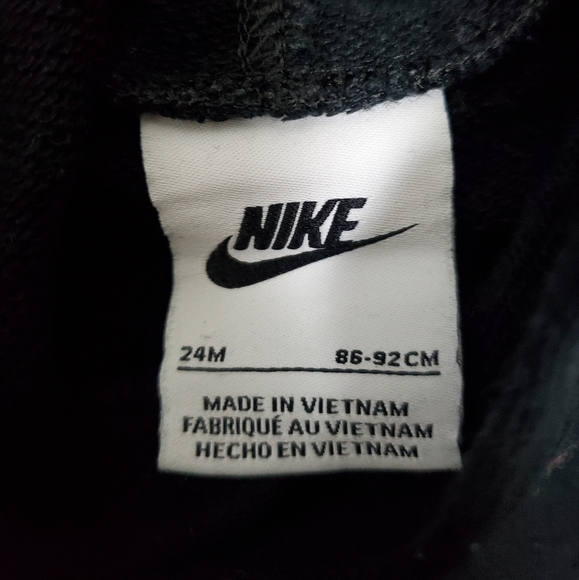 NIKE
24M 86-92CM
MADE IN VIETNAM
FABRIQUÉ AU VIETNAM
HECHO EN VIETNAM